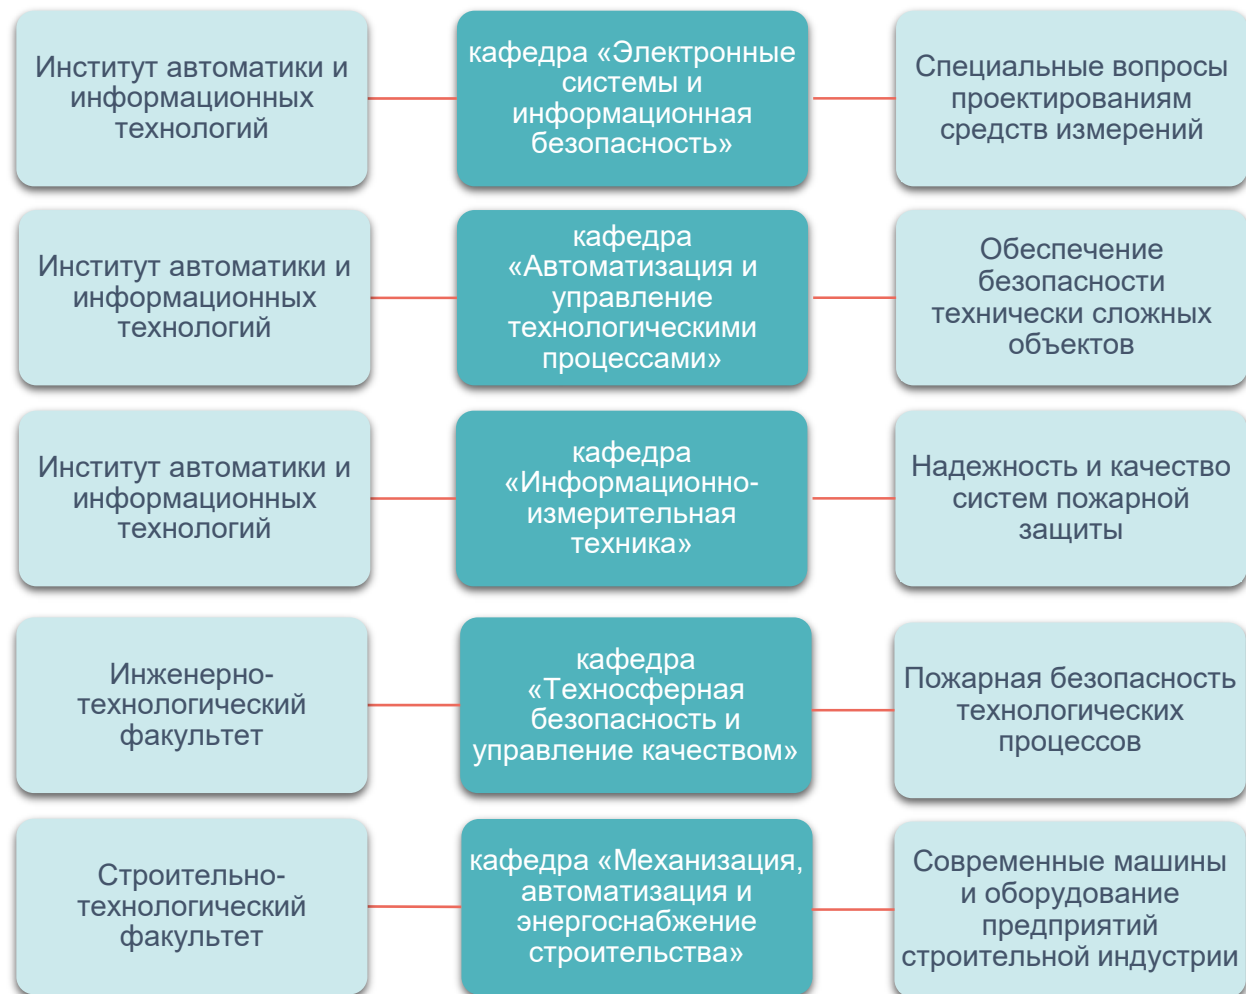 Институт автоматики и
информационных
технологий
кафедра «Электронные
системы и
информационная
безопасность»
Специальные вопросы
проектированиям
средств измерений
Институт автоматики и
информационных
технологий
кафедра
«Автоматизация и
управление
технологическими
процессами»
Обеспечение
безопасности
технически сложных
объектов
Институт автоматики и
информационных
технологий
кафедра
«Информационно-
измерительная
техника»
Надежность и качество
систем пожарной
защиты
Инженерно-
технологический
факультет
кафедра
«Техносферная
безопасность и
управление качеством»
Пожарная безопасность
технологических
процессов
Строительно-
технологический
факультет
кафедра «Механизация,
автоматизация и
энергоснабжение
строительства»
Современные машины
и оборудование
предприятий
строительной индустрии